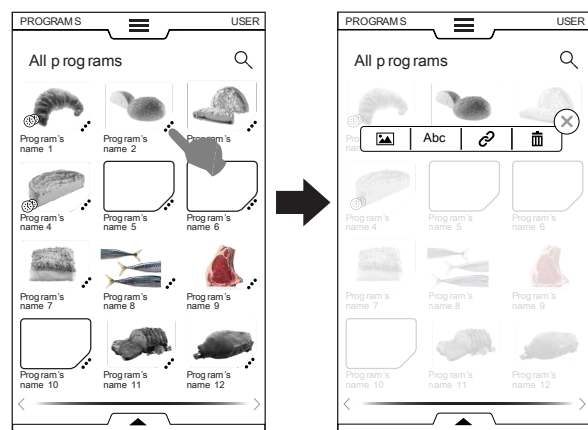 PROGRAMS USER
All programs
Program's name 1
Program's name 2
Program's
Program's name 4
Program's name 5
Program's name 6
Program's name 7
Program's name 8
Program's name 9
Program's name 10
Program's name 11
Program's name 12
PROGRAMS USER
All programs
Abc
Program's name 4
Program's name 5
Program's name 6
Program's name 7
Program's name 8
Program's name 9
Program's name 10
Program's name 11
Program's name 12